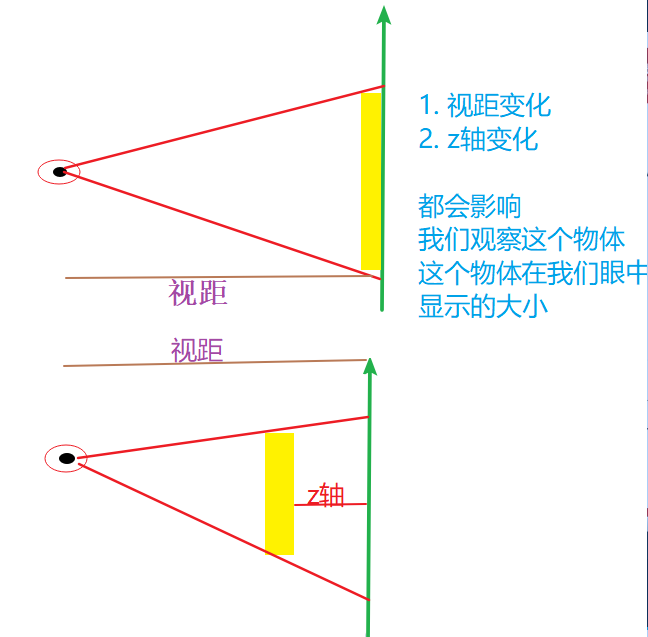 1. 视距变化
2. z轴变化
都会影响
我们观察这个物体
这个物体在我们眼中
显示的大小
视距
视距
z轴